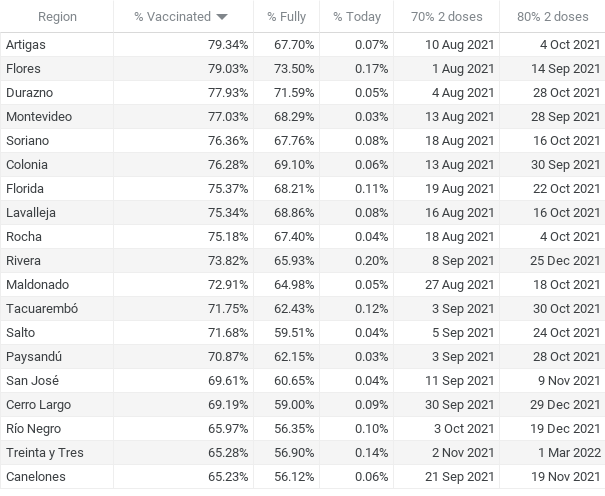 Region % Vaccinated % Fully % Today 70% 2 doses 80% 2 doses
Artigas 79.34% 67.70% 0.07% 10 Aug 2021 4 Oct 2021
Flores 79.03% 73.50% 0.17% 1 Aug 2021 14 Sep 2021
Durazno 77.93% 71.59% 0.05% 4 Aug 2021 28 Oct 2021
Montevideo 77.03% 68.29% 0.03% 13 Aug 2021 28 Sep 2021
Soriano 76.36% 67.76% 0.08% 18 Aug 2021 16 Oct 2021
Colonia 76.28% 69.10% 0.06% 13 Aug 2021 30 Sep 2021
Florida 75.37% 68.21% 0.11% 19 Aug 2021 22 Oct 2021
Lavalleja 75.34% 68.86% 0.08% 16 Aug 2021 16 Oct 2021
Rocha 75.18% 67.40% 0.04% 18 Aug 2021 4 Oct 2021
Rivera 73.82% 65.93% 0.20% 8 Sep 2021 25 Dec 2021
Maldonado 72.91% 64.98% 0.05% 27 Aug 2021 18 Oct 2021
Tacuarembó 71.75% 62.43% 0.12% 3 Sep 2021 30 Oct 2021
Salto 71.68% 59.51% 0.04% 5 Sep 2021 24 Oct 2021
Paysandú 70.87% 62.15% 0.03% 3 Sep 2021 28 Oct 2021
San José 69.61% 60.65% 0.04% 11 Sep 2021 9 Nov 2021
Cerro Largo 69.19% 59.00% 0.09% 30 Sep 2021 29 Dec 2021
Río Negro 65.97% 56.35% 0.10% 3 Oct 2021 19 Dec 2021
Treinta y Tres 65.28% 56.90% 0.14% 2 Nov 2021 1 Mar 2022
Canelones 65.23% 56.12% 0.06% 21 Sep 2021 19 Nov 2021